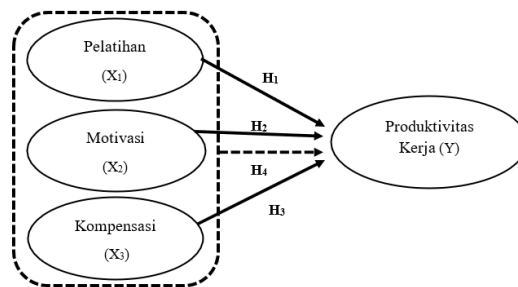 Pelatihan
(X₁)
H₁
Motivasi
(X₂)
H₂
H₄
Produktivitas
Kerja (Y)
Kompensasi
(X₃)
H₃